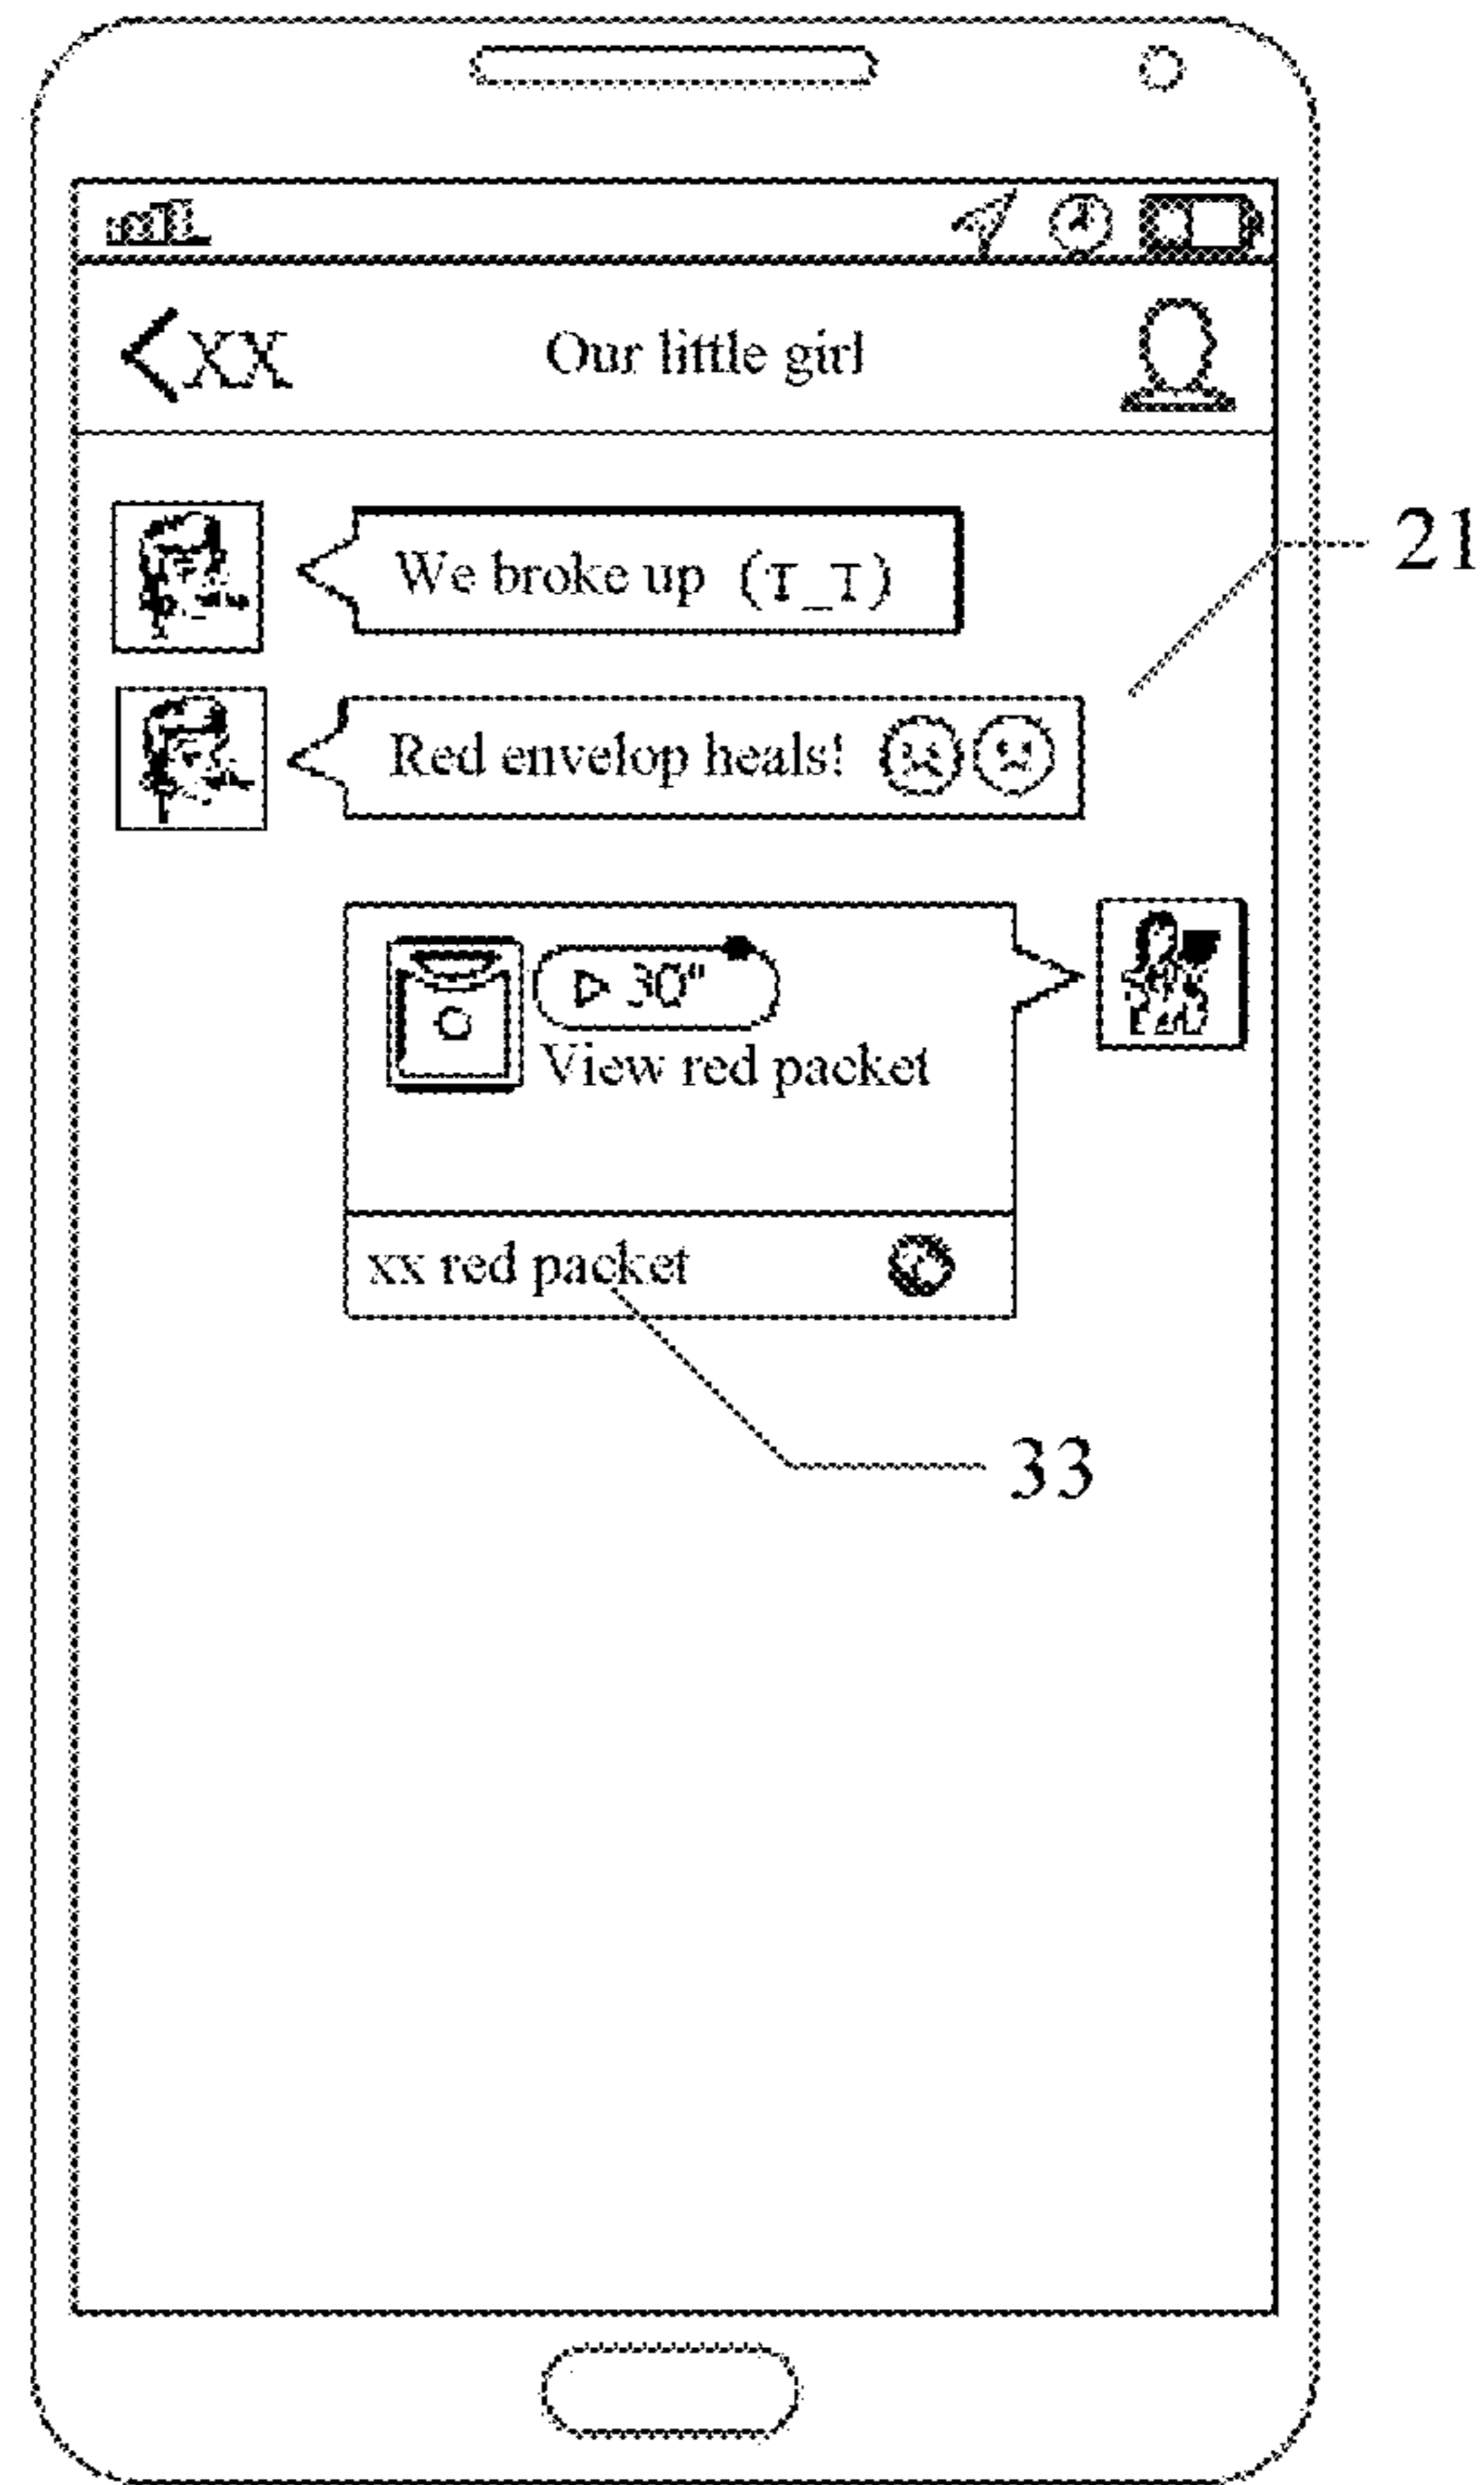 <XX
Our little girl
We broke up (T_T)
21
Red envelop heals!
30"
View red packet
xx red packet
33